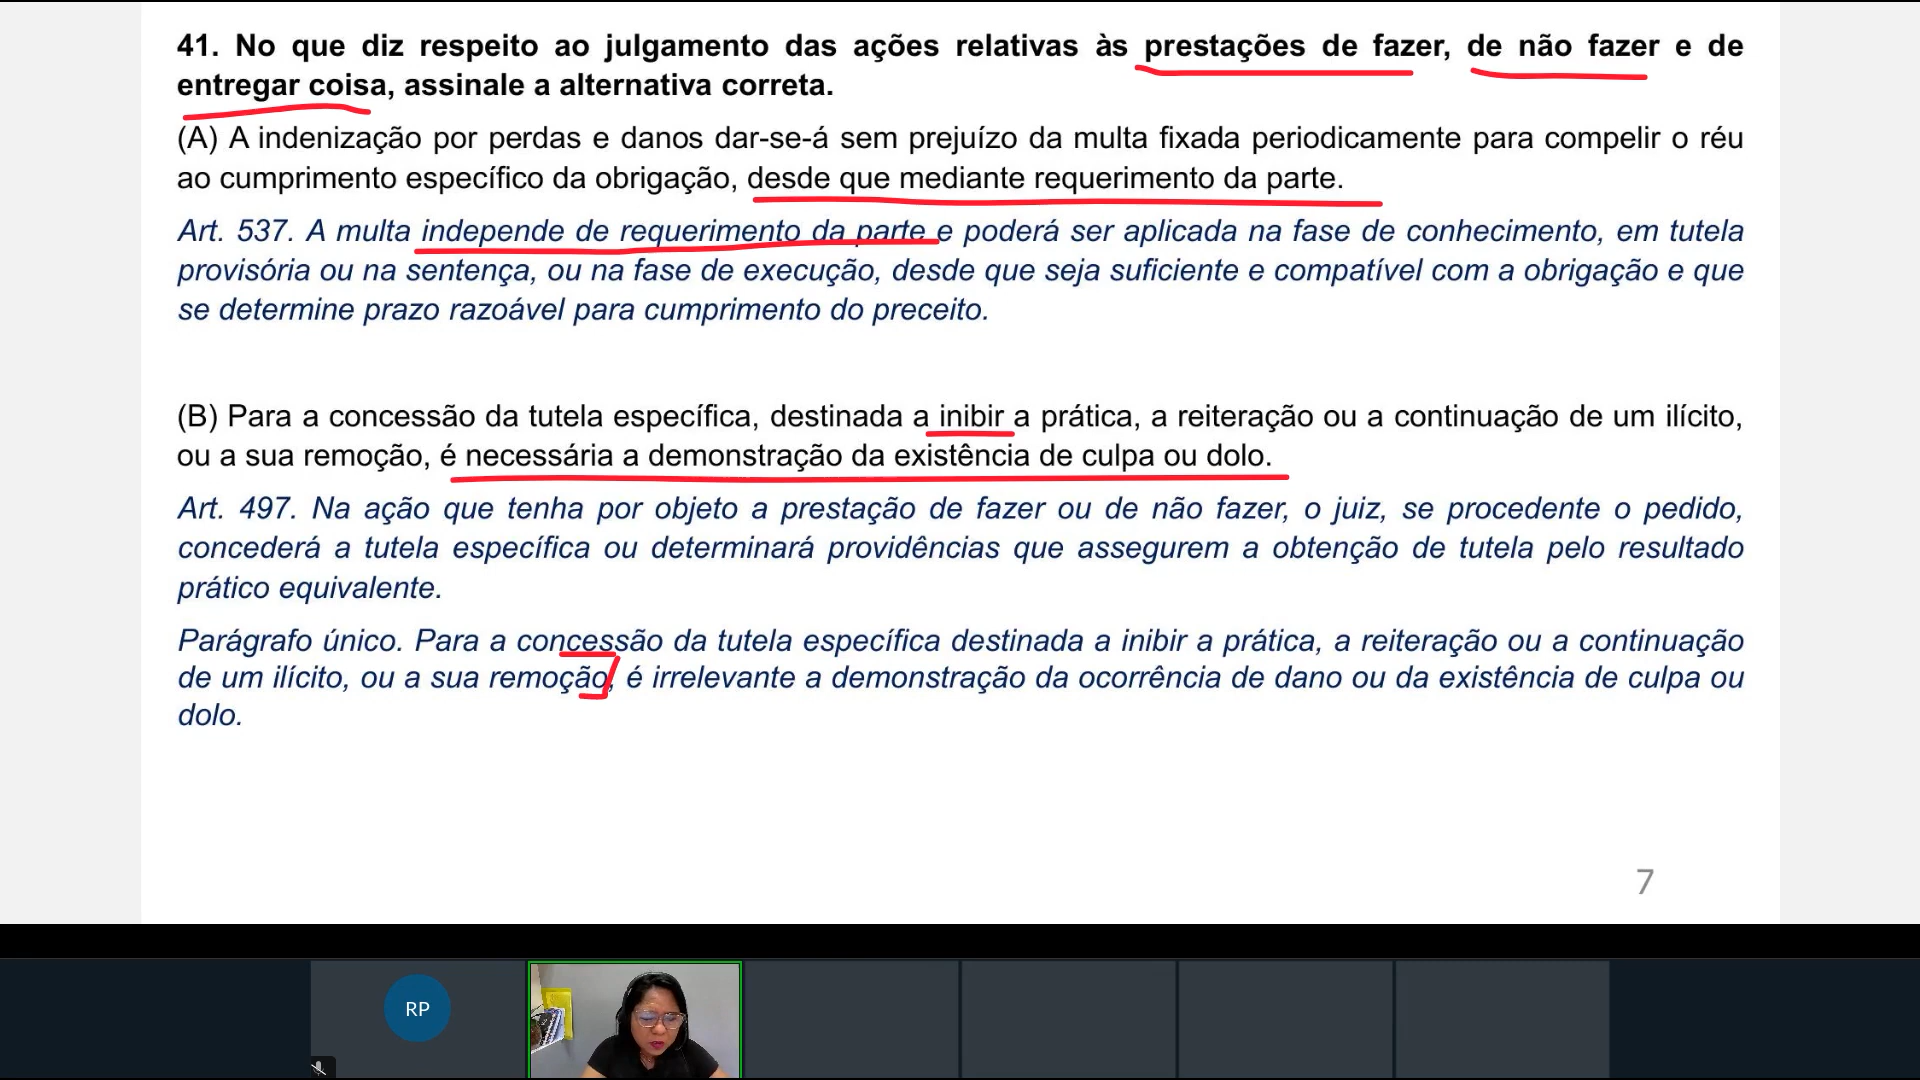 41. No que diz respeito ao julgamento das ações relativas às prestações de fazer, de não fazer e de
entregar coisa, assinale a alternativa correta.
(A) A indenização por perdas e danos dar-se-á sem prejuízo da multa fixada periodicamente para compelir o réu
ao cumprimento específico da obrigação, desde que mediante requerimento da parte.
Art. 537. A multa independe de requerimento da parte e poderá ser aplicada na fase de conhecimento, em tutela
provisória ou na sentença, ou na fase de execução, desde que seja suficiente e compatível com a obrigação e que
se determine prazo razoável para cumprimento do preceito.
(B) Para a concessão da tutela específica, destinada a inibir a prática, a reiteração ou a continuação de um ilícito,
ou a sua remoção, é necessária a demonstração da existência de culpa ou dolo.
Art. 497. Na ação que tenha por objeto a prestação de fazer ou de não fazer, o juiz, se procedente o pedido,
concederá a tutela específica ou determinará providências que assegurem a obtenção de tutela pelo resultado
prático equivalente.
Parágrafo único. Para a concessão da tutela específica destinada a inibir a prática, a reiteração ou a continuação
de um ilícito, ou a sua remoção, é irrelevante a demonstração da ocorrência de dano ou da existência de culpa ou
dolo.
7
RP